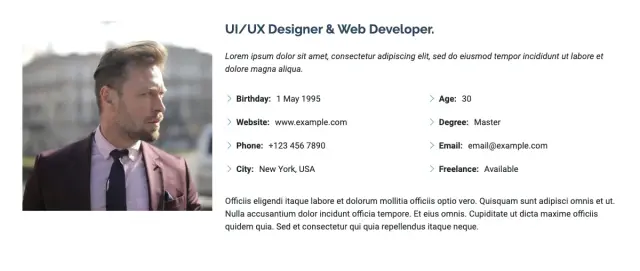 UI/UX Designer & Web Developer.
Lorem ipsum dolor sit amet, consectetur adipiscing elit, sed do eiusmod tempor incididunt ut labore et
dolore magna aliqua.
Birthday: 1 May 1995
Age: 30
Website: www.example.com
Degree: Master
Phone: +123 456 7890
Email: email@example.com
City: New York, USA
Freelance: Available
Officiis eligendi itaque labore et dolorum mollitia officiis optio vero. Quisquam sunt adipisci omnis et ut.
Nulla accusantium dolor incidunt officia tempore. Et eius omnis. Cupiditate ut dicta maxime officiis
quidem quia. Sed et consectetur qui quia repellendus itaque neque.